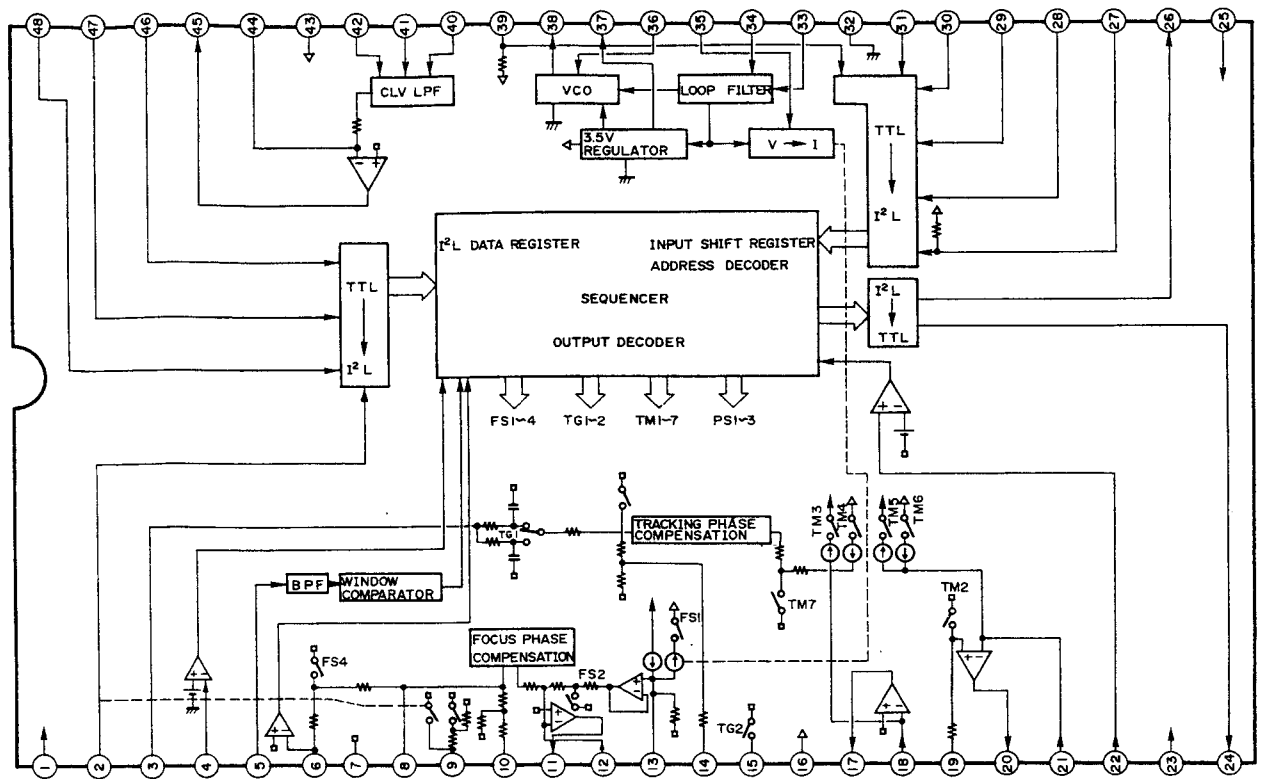 48 47 46 45 44 43 42 41 40 39 38 37 36 35 34 33 32 31 30 29 28 27 26 25
CLV LPF
VCO
LOOP FILTER
3.5V
REGULATOR
V → I
TTL
I²L
- +
I²L DATA REGISTER
INPUT SHIFT REGISTER
ADDRESS DECODER
SEQUENCER
OUTPUT DECODER
TTL
I²L
I²L
TTL
+ -
FS1~4
TG1~2
TM1~7
PS1~3
TG1
TRACKING PHASE
COMPENSATION
TM3
TM4
TM5
TM6
BPF
WINDOW
COMPARATOR
TM7
TM2
FOCUS PHASE
COMPENSATION
FS1
FS4
FS2
TG2
1 2 3 4 5 6 7 8 9 10 11 12 13 14 15 16 17 18 19 20 21 22 23 24